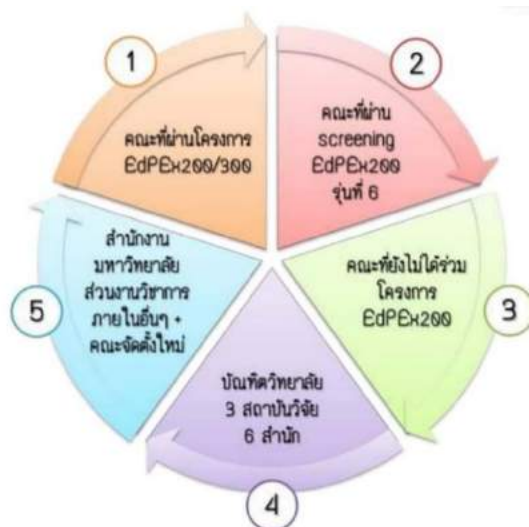 1
คณะที่ผ่านโครงการ
EdPEx200/300
2
คณะที่ผ่าน
screening
EdPEx200
รุ่นที่ 6
3
คณะที่ยังไม่ได้ร่วม
โครงการ
EdPEx200
4
บัณฑิตวิทยาลัย
3 สถาบันวิจัย
6 สำนัก
5
สำนักงาน
มหาวิทยาลัย
ส่วนงานวิชาการ
ภายในอื่นๆ +
คณะจัดตั้งใหม่